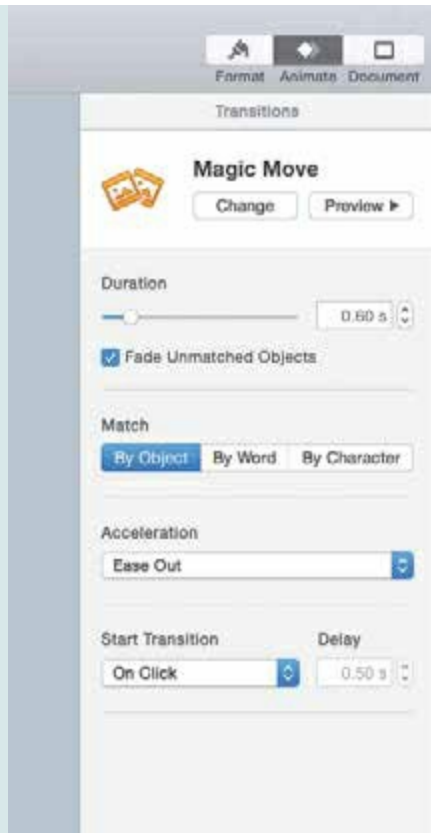 Format Animate Document
Transitions
Magic Move
Change Preview ▶
Duration
0.60 s
Fade Unmatched Objects
Match
By Object By Word By Character
Acceleration
Ease Out
Start Transition Delay
On Click 0.50 s